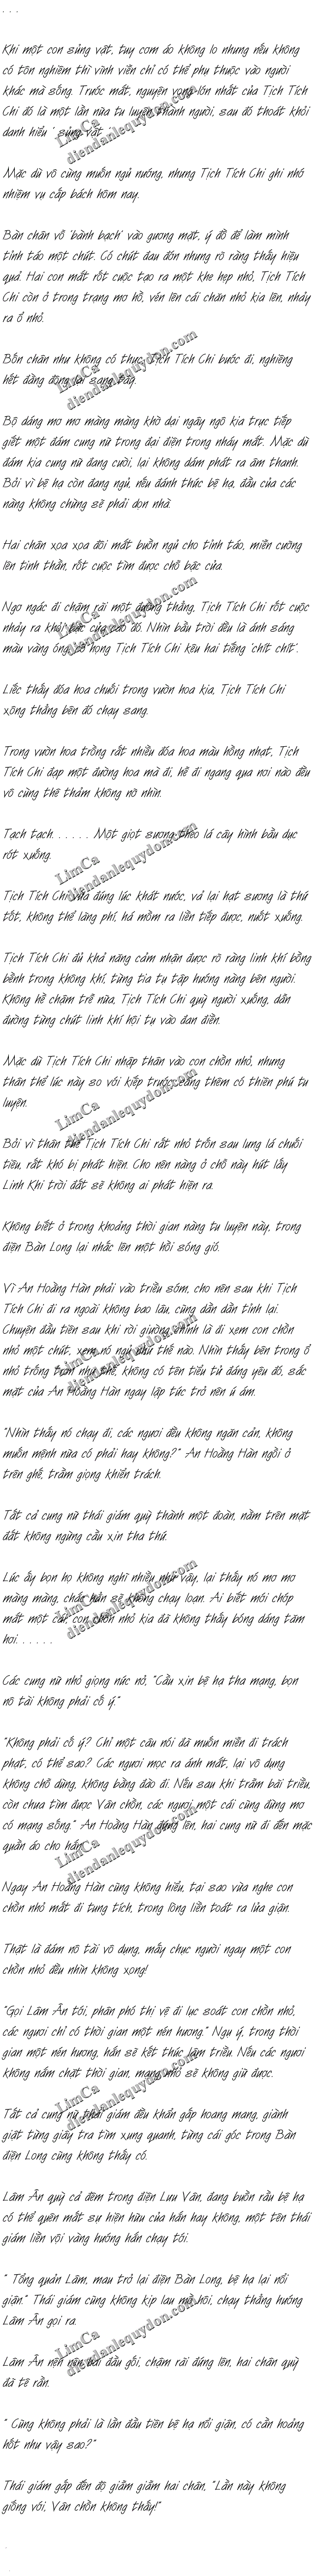 . . .
Khi một con sủng vật, tuy cơm áo không lo nhưng nếu không
có tôn nghiêm thì vĩnh viễn chỉ có thể phụ thuộc vào người
khác mà sống. Trước mắt, nguyện vọng lớn nhất của Tịch Tích
Chi đó là một lần nữa tu luyện thành người, sau đó thoát khỏi
danh hiệu ' sủng vật '.
Mặc dù vô cùng muốn ngủ nướng, nhưng Tịch Tích Chi ghi nhớ
nhiệm vụ cấp bách hôm nay.
Bàn chân vỗ 'bành bạch' vào gương mặt, ý đồ để làm mình
tỉnh táo một chút. Có chút đau đớn nhưng rõ ràng thấy hiệu
quả. Hai con mắt rốt cuộc tạo ra một khe hẹp nhỏ, Tịch Tích
Chi còn ở trong trạng mơ hồ, vén lên cái chăn nhỏ kia lên, nhảy
ra ổ nhỏ.
Bốn chân như không có thực, Tịch Tích Chi bước đi, nghiêng
hết đằng đông lại sang tây.
Bộ dáng mơ mơ màng màng khờ dại ngây ngô kia trực tiếp
giết một đám cung nữ trong đại điện trong nháy mắt. Mặc dù
đám kia cung nữ đang cười, lại không dám phát ra âm thanh.
Bởi vì bệ hạ còn đang ngủ, nếu đánh thức bệ hạ, đầu của các
nàng không chừng sẽ phải dọn nhà.
Hai chân xoa xoa đôi mắt buồn ngủ cho tỉnh táo, miễn cưỡng
lên tinh thần, rốt cuộc tìm được chỗ bậc cửa.
Ngơ ngác đi chầm rãi một đường thẳng, Tịch Tích Chi rốt cuộc
nhảy ra khỏi bậc cửa cao đó. Nhìn bầu trời đều là ánh sáng
màu vàng óng, cổ họng Tịch Tích Chi kêu hai tiếng 'chít chít'.
Liếc thấy đóa hoa chuối trong vườn hoa kia, Tịch Tích Chi
xông thẳng bên đó chạy sang.
Trong vườn hoa trồng rất nhiều đóa hoa màu hồng nhạt, Tịch
Tích Chi đạp một đường hoa mà đi, hễ đi ngang qua nơi nào đều
vô cùng thê thảm không nỡ nhìn.
Tạch tạch. . . . . . Một giọt sương theo lá cây hình bầu dục
rớt xuống.
Tịch Tích Chi vừa đúng lúc khát nước, vả lại hạt sương là thứ
tốt, không thể lãng phí, há mồm ra liền tiếp được, nuốt xuống.
Tịch Tích Chi đủ khả năng cảm nhận được rõ ràng linh khí bồng
bềnh trong không khí, từng tia tụ tập hướng nàng bên người.
Không hề chậm trễ nữa, Tịch Tích Chi quỳ người xuống, dẫn
đường từng chút linh khí hội tụ vào đan điền.
Mặc dù Tịch Tích Chi nhập thân vào con chồn nhỏ, nhưng
thân thể lúc này so với kiếp trước càng thêm có thiên phú tu
luyện.
Bởi vì thân thể Tịch Tích Chi rất nhỏ trốn sau lưng lá chuối
tiêu, rất khó bị phát hiện. Cho nên nàng ở chỗ này hút lấy
Linh Khí trời đất sẽ không ai phát hiện ra.
Không biết ở trong khoảng thời gian nàng tu luyện này, trong
điện Bàn Long lại nhấc lên một hồi sóng gió.
Vì An Hoằng Hàn phải vào triều sớm, cho nên sau khi Tịch
Tích Chi đi ra ngoài không bao lâu, cũng dần dần tỉnh lại.
Chuyện đầu tiên sau khi rời giường chính là đi xem con chồn
nhỏ một chút, xem nó ngủ như thế nào. Nhìn thấy bên trong ổ
nhỏ trống trơn như thế, không có tên tiểu tử đáng yêu đó, sắc
mặt của An Hoằng Hàn ngay lập tức trở nên u ám.
"Nhìn thấy nó chạy đi, các ngươi đều không ngăn cản, không
muốn mệnh nữa có phải hay không?" An Hoằng Hàn ngồi ở
trên ghế, trầm giọng khiển trách.
Tất cả cung nữ thái giám quỳ thành một đoàn, nằm trên mặt
đất không ngừng cầu xin tha thứ.
Lúc ấy bọn họ không nghĩ nhiều như vậy, lại thấy nó mơ mơ
màng màng, chắc hẳn sẽ không chạy loạn. Ai biết mới chớp
mắt một cái, con chồn nhỏ kia đã không thấy bóng dáng tăm
hơi. . . . . .
Các cung nữ nhỏ giọng nức nở, "Cầu xin bệ hạ tha mạng, bọn
nô tài không phải cố ý."
"Không phải cố ý? Chỉ một câu nói đã muốn miễn đi trách
phạt, có thể sao? Các ngươi mọc ra ánh mắt, lại vô dụng
không chỗ dùng, không bằng đào đi. Nếu sau khi trẫm bãi triều,
còn chưa tìm được Vân chồn, các ngươi một cái cũng đừng mơ
có mạng sống." An Hoằng Hàn đứng lên, hai cung nữ đi đến mặc
quần áo cho hắn.
Ngay An Hoằng Hàn cũng không hiểu, tại sao vừa nghe con
chồn nhỏ mất đi tung tích, trong lòng liền toát ra lửa giận.
Thật là đám nô tài vô dụng, mấy chục người ngay một con
chồn nhỏ đều nhìn không xong!
"Gọi Lâm Ân tới, phân phó thị vệ đi lục soát con chồn nhỏ,
các ngươi chỉ có thời gian một nén hương." Ngụ ý, trong thời
gian một nén hương, hắn sẽ kết thúc lâm triều. Nếu các ngươi
không nắm chặt thời gian, mạng nhỏ sẽ không giữ được.
Tất cả cung nữ thái giám đều khẩn gấp hoang mang, giành
giật từng giây tra tìm xung quanh, từng cái góc trong Bàn
điện Long cũng không thấy có.
Lâm Ân quỳ cả đêm trong điện Lưu Vân, đang buồn rầu bệ hạ
có thể quên mất sự hiện hữu của hắn hay không, một tên thái
giám liền vội vàng hướng hắn chạy tới.
" Tổng quản Lâm, mau trở lại điện Bàn Long, bệ hạ lại nổi
giận." Thái giám cũng không kịp lau mồ hôi, chạy thẳng hướng
Lâm Ân gọi ra.
Lâm Ân nện nện bải đầu gối, chậm rãi đứng lên, hai chân quỳ
đã tê rần.
" Cũng không phải là lần đầu tiên bệ hạ nổi giận, có cần hoảng
hốt như vậy sao?"
Thái giám gấp đến độ giẫm giẫm hai chân, "Lần này không
giống với, Vân chồn không thấy!"